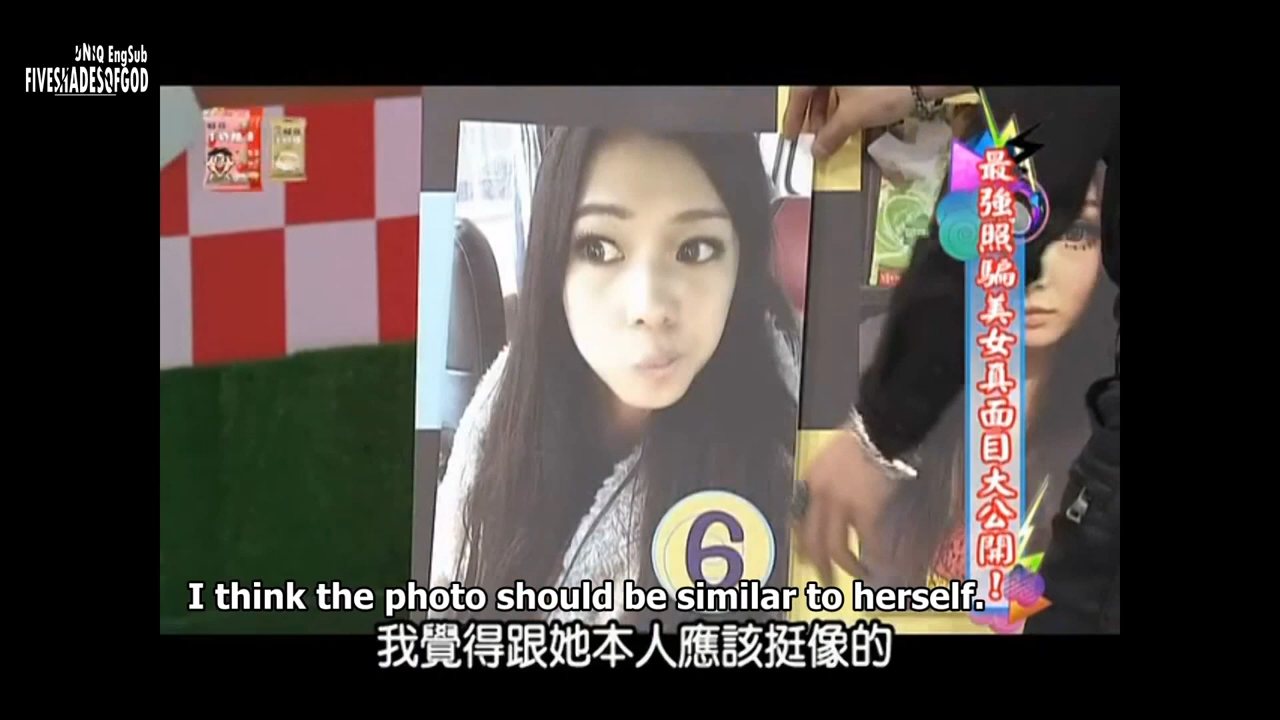 UNIQ EngSub
FIVESHADESOFGOD
最強照騙美女真面目大公開！
6
I think the photo should be similar to herself.
我覺得跟她本人應該挺像的